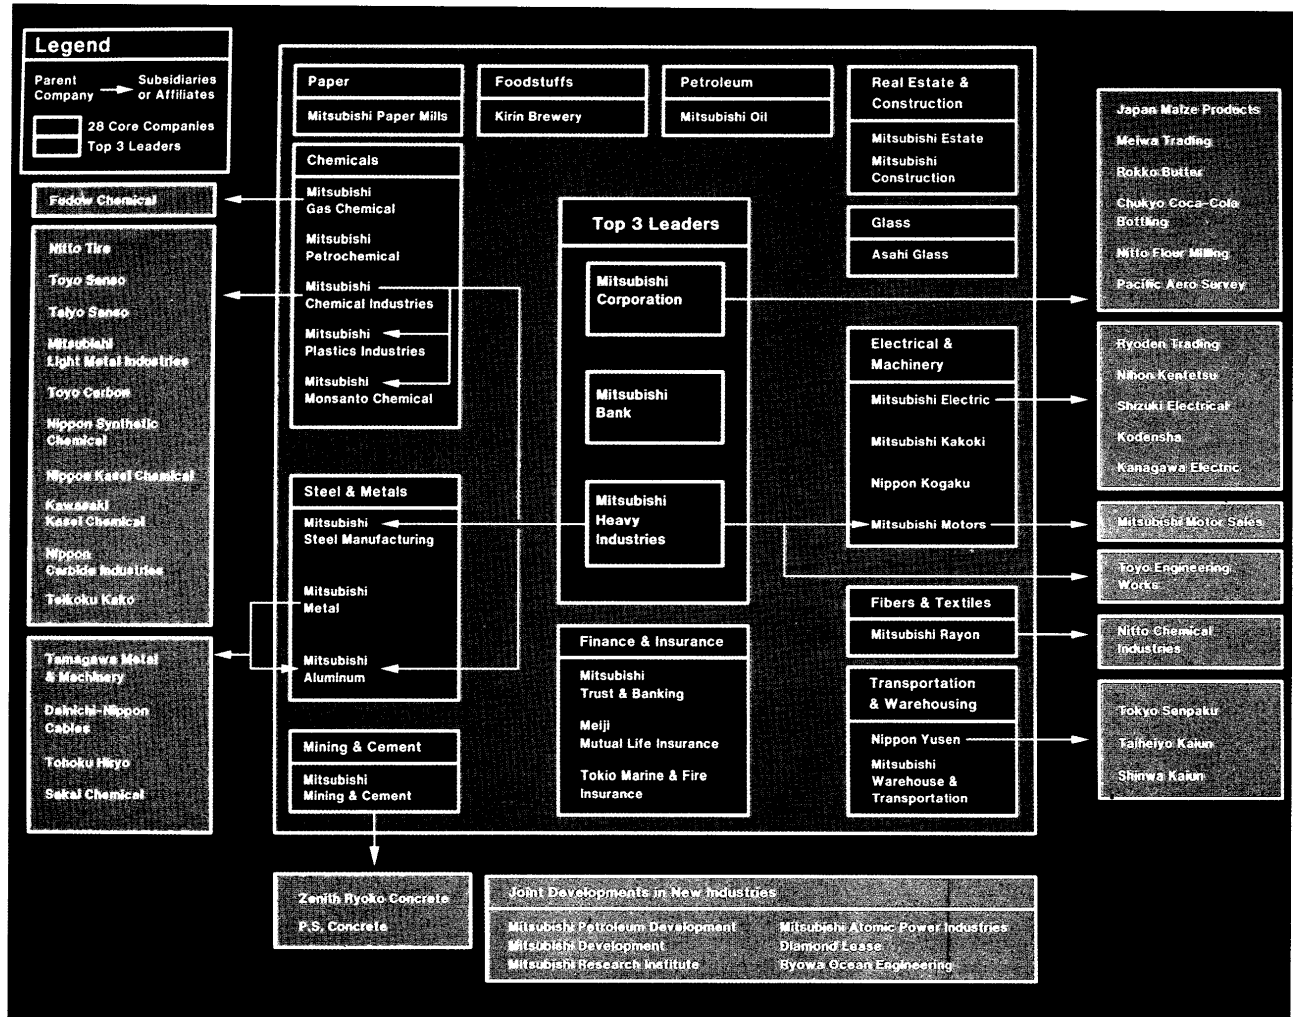 Legend
Parent
Company
Subsidiaries
or Affiliates
28 Core Companies
Top 3 Leaders
Fudow Chemical
Nitto Tire
Toyo Sanso
Taiyo Sanso
Mitsubishi
Light Metal Industries
Toyo Carbon
Nippon Synthetic
Chemical
Nippon Kasei Chemical
Kawasaki
Kasei Chemical
Nippon
Carbide Industries
Teikoku Kako
Tamagawa Metal
& Machinery
Dainichi-Nippon
Cables
Tohoku Hiryo
Sakai Chemical
Paper
Mitsubishi Paper Mills
Chemicals
Mitsubishi
Gas Chemical
Mitsubishi
Petrochemical
Mitsubishi
Chemical Industries
Mitsubishi
Plastics Industries
Mitsubishi
Monsanto Chemical
Steel & Metals
Mitsubishi
Steel Manufacturing
Mitsubishi
Metal
Mitsubishi
Aluminum
Mining & Cement
Mitsubishi
Mining & Cement
Foodstuffs
Kirin Brewery
Petroleum
Mitsubishi Oil
Top 3 Leaders
Mitsubishi
Corporation
Mitsubishi
Bank
Mitsubishi
Heavy
Industries
Finance & Insurance
Mitsubishi
Trust & Banking
Meiji
Mutual Life Insurance
Tokio Marine & Fire
Insurance
Real Estate &
Construction
Mitsubishi Estate
Mitsubishi
Construction
Glass
Asahi Glass
Electrical &
Machinery
Mitsubishi Electric
Mitsubishi Kakoki
Nippon Kogaku
Mitsubishi Motors
Fibers & Textiles
Mitsubishi Rayon
Transportation
& Warehousing
Nippon Yusen
Mitsubishi
Warehouse &
Transportation
Japan Maize Products
Meiwa Trading
Rokko Butter
Chukyo Coca-Cola
Bottling
Nitto Flour Milling
Pacific Aero Survey
Ryoden Trading
Nihon Kentetsu
Shizuki Electrical
Kodensha
Kanagawa Electric
Mitsubishi Motor Sales
Toyo Engineering
Works
Nitto Chemical
Industries
Tokyo Senpaku
Taiheiyo Kaiun
Shinwa Kaiun
Zenith Ryoko Concrete
P.S. Concrete
Joint Developments in New Industries
Mitsubishi Petroleum Development
Mitsubishi Development
Mitsubishi Research Institute
Mitsubishi Atomic Power Industries
Diamond Lease
Ryowa Ocean Engineering